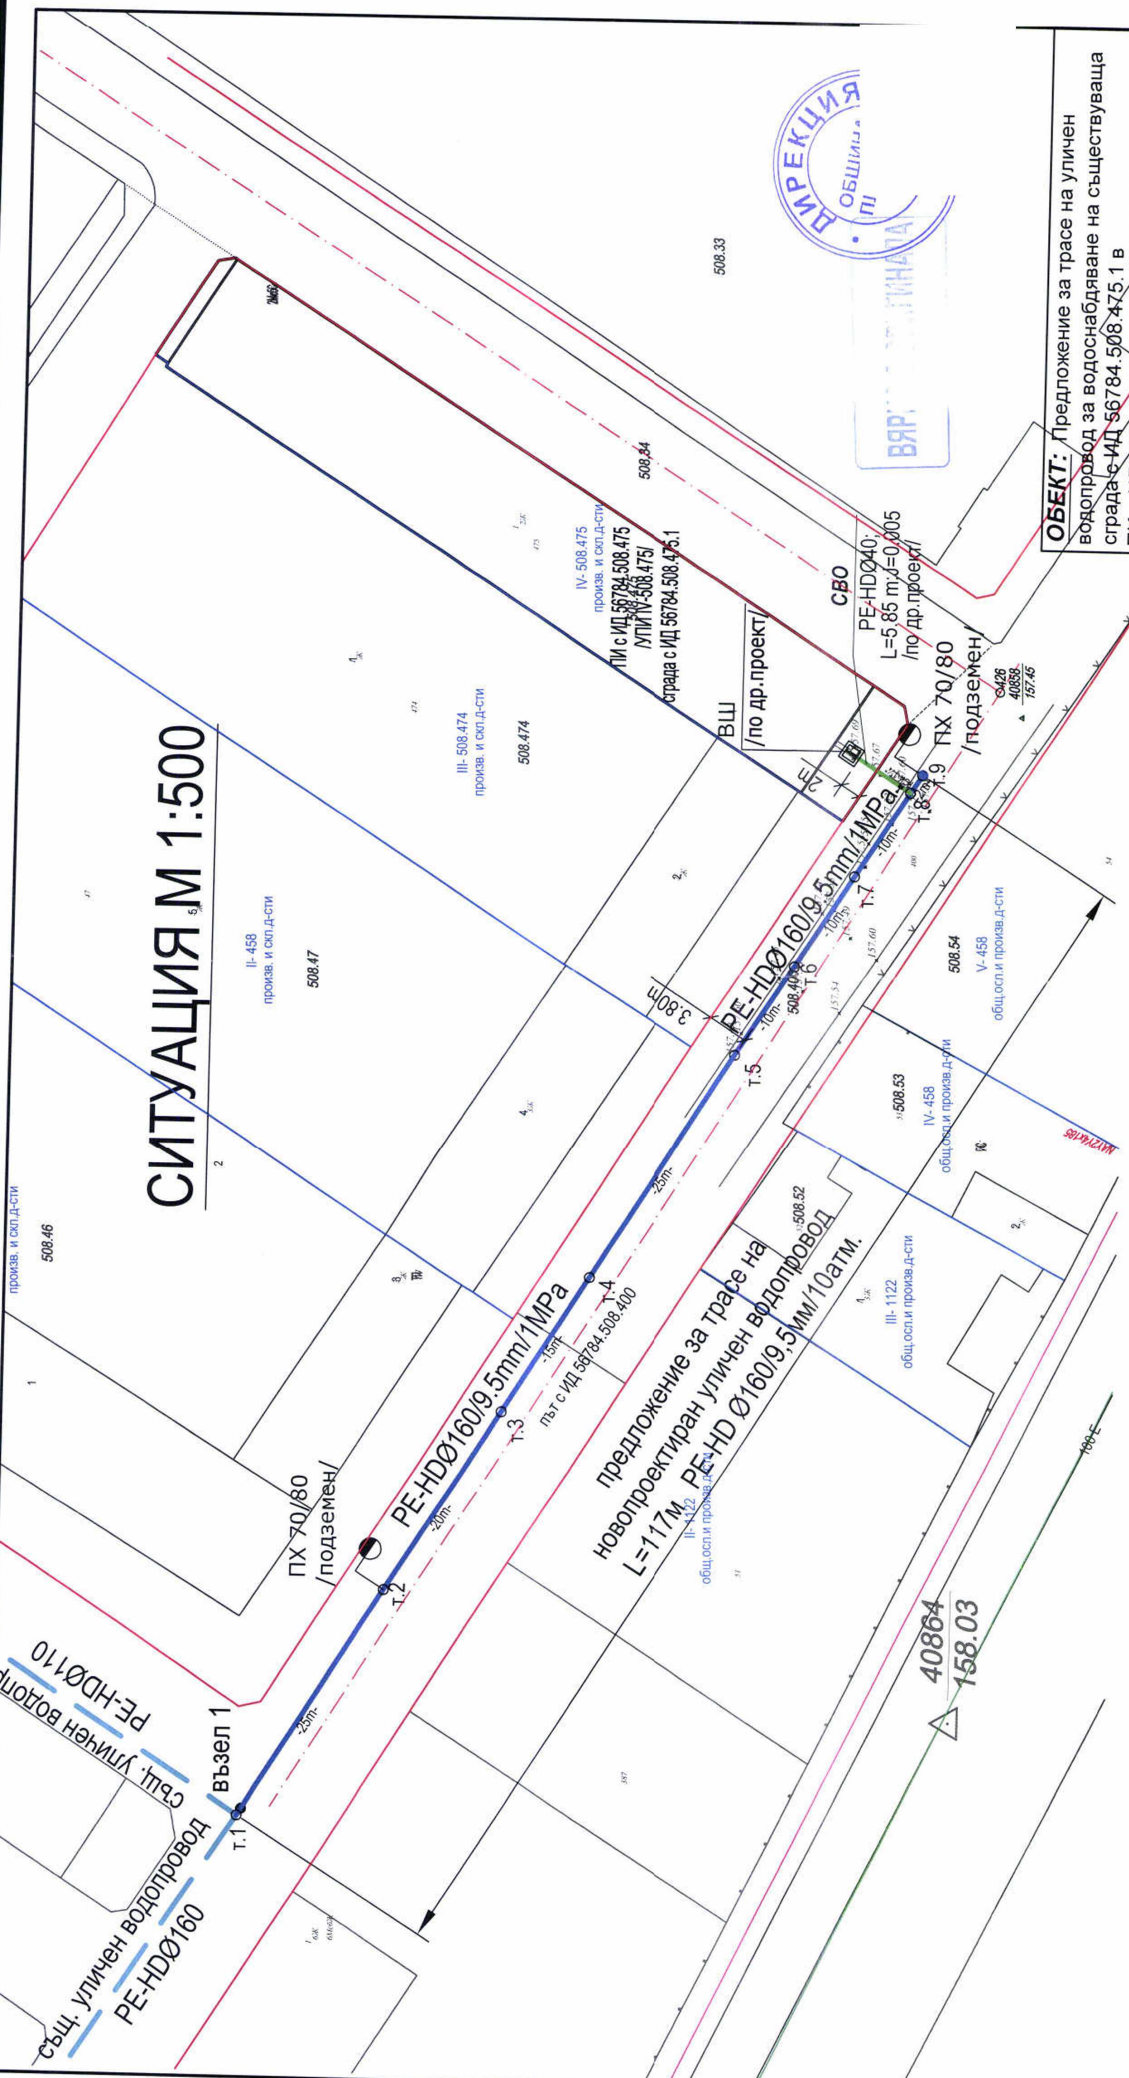 СИТУАЦИЯ М 1:500
произв. и скл.д-сти
508.46
II- 458
произв. и скл.д-сти
508.47
III- 508.474
произв. и скл.д-сти
508.474
IV- 508.475
произв. и скл.д-сти
ПИ с ИД 56784.508.475
/УПИ IV-508.475/
сграда с ИД 56784.508.475.1
508.34
508.33
ВШ
/по др.проект/
СВО
PE-HDØ40;
L=5,85 m;J=0,005
/по др.проект/
ПХ 70/80
/подземен/
426
40858
157.45
2m
3.80m
ПХ 70/80
/подземен/
същ. уличен водопровод
PE-HDØ160
PE-HDØ110
възел 1
т.1
-25m-
т.2
-20m-
т.3
-15m-
т.4
-25m-
т.5
-10m-
т.6
-10m-
т.7
-10m-
т.8
т.9
PE-HDØ160/9.5mm/1MPa
PE-HDØ160/9.5mm/1MPa
път с ИД 56784.508.400
предложение за трасе на
новопроектиран уличен водопровод
L=117м PE-HD Ø160/9,5мм/10атм.
II- 1122
общ.осл.и произв.д-сти
III- 1122
общ.осл.и произв.д-сти
508.52
508.53
IV- 458
общ.осл.и произв.д-сти
508.54
V- 458
общ.осл.и произв.д-сти
157.60
157.54
40864
158.03
100 E
ДИРЕКЦИЯ
ОБЕКТ: Предложение за трасе на уличен
водопровод за водоснабдяване на съществуваща
сграда с ИД 56784.508.475.1 в